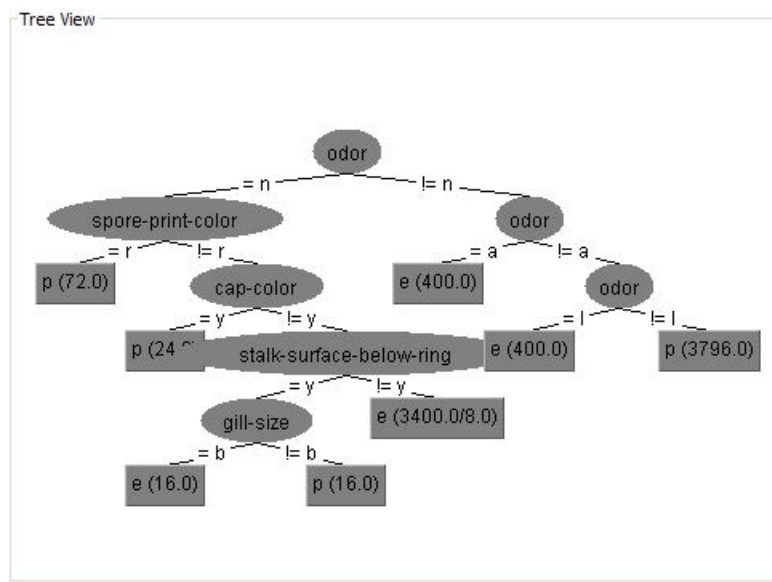 Tree View
odor
= n != n
spore-print-color odor
= r != r = a != a
p (72.0) cap-color e (400.0) odor
= y != y = l != l
p (24 stalk-surface-below-ring e (400.0) p (3796.0)
= y != y
gill-size e (3400.0/8.0)
= b != b
e (16.0) p (16.0)